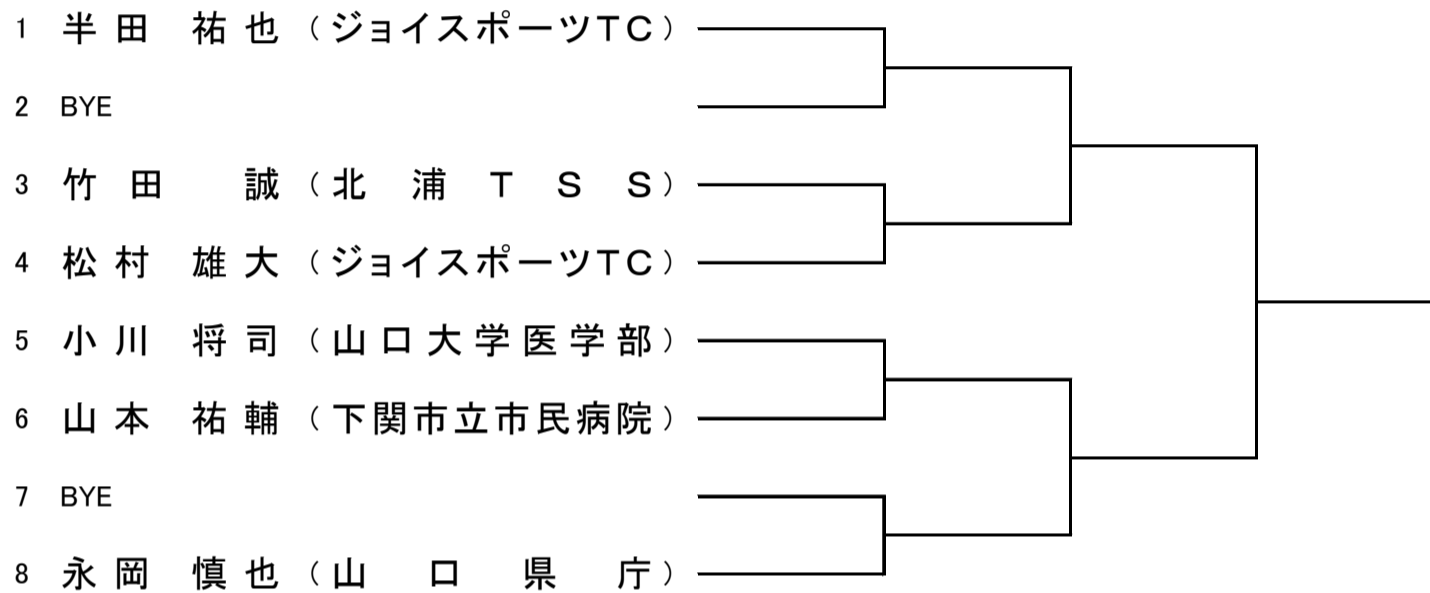 1 半田 祐也 (ジョイスポーツTC)
2 BYE
3 竹田 誠 (北浦TSS)
4 松村 雄大 (ジョイスポーツTC)
5 小川 将司 (山口大学医学部)
6 山本 祐輔 (下関市立市民病院)
7 BYE
8 永岡 慎也 (山口県庁)